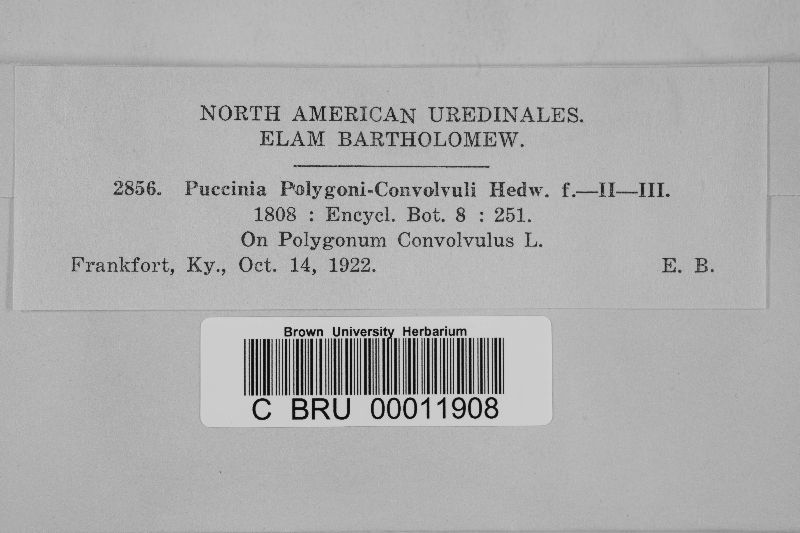 NORTH AMERICAN UREDINALES.
ELAM BARTHOLOMEW.
2856. Puccinia Polygoni-Convolvuli Hedw. f.—II—III.
1808 : Encycl. Bot. 8 : 251.
On Polygonum Convolvulus L.
Frankfort, Ky., Oct. 14, 1922. E. B.
Brown University Herbarium
C BRU 00011908